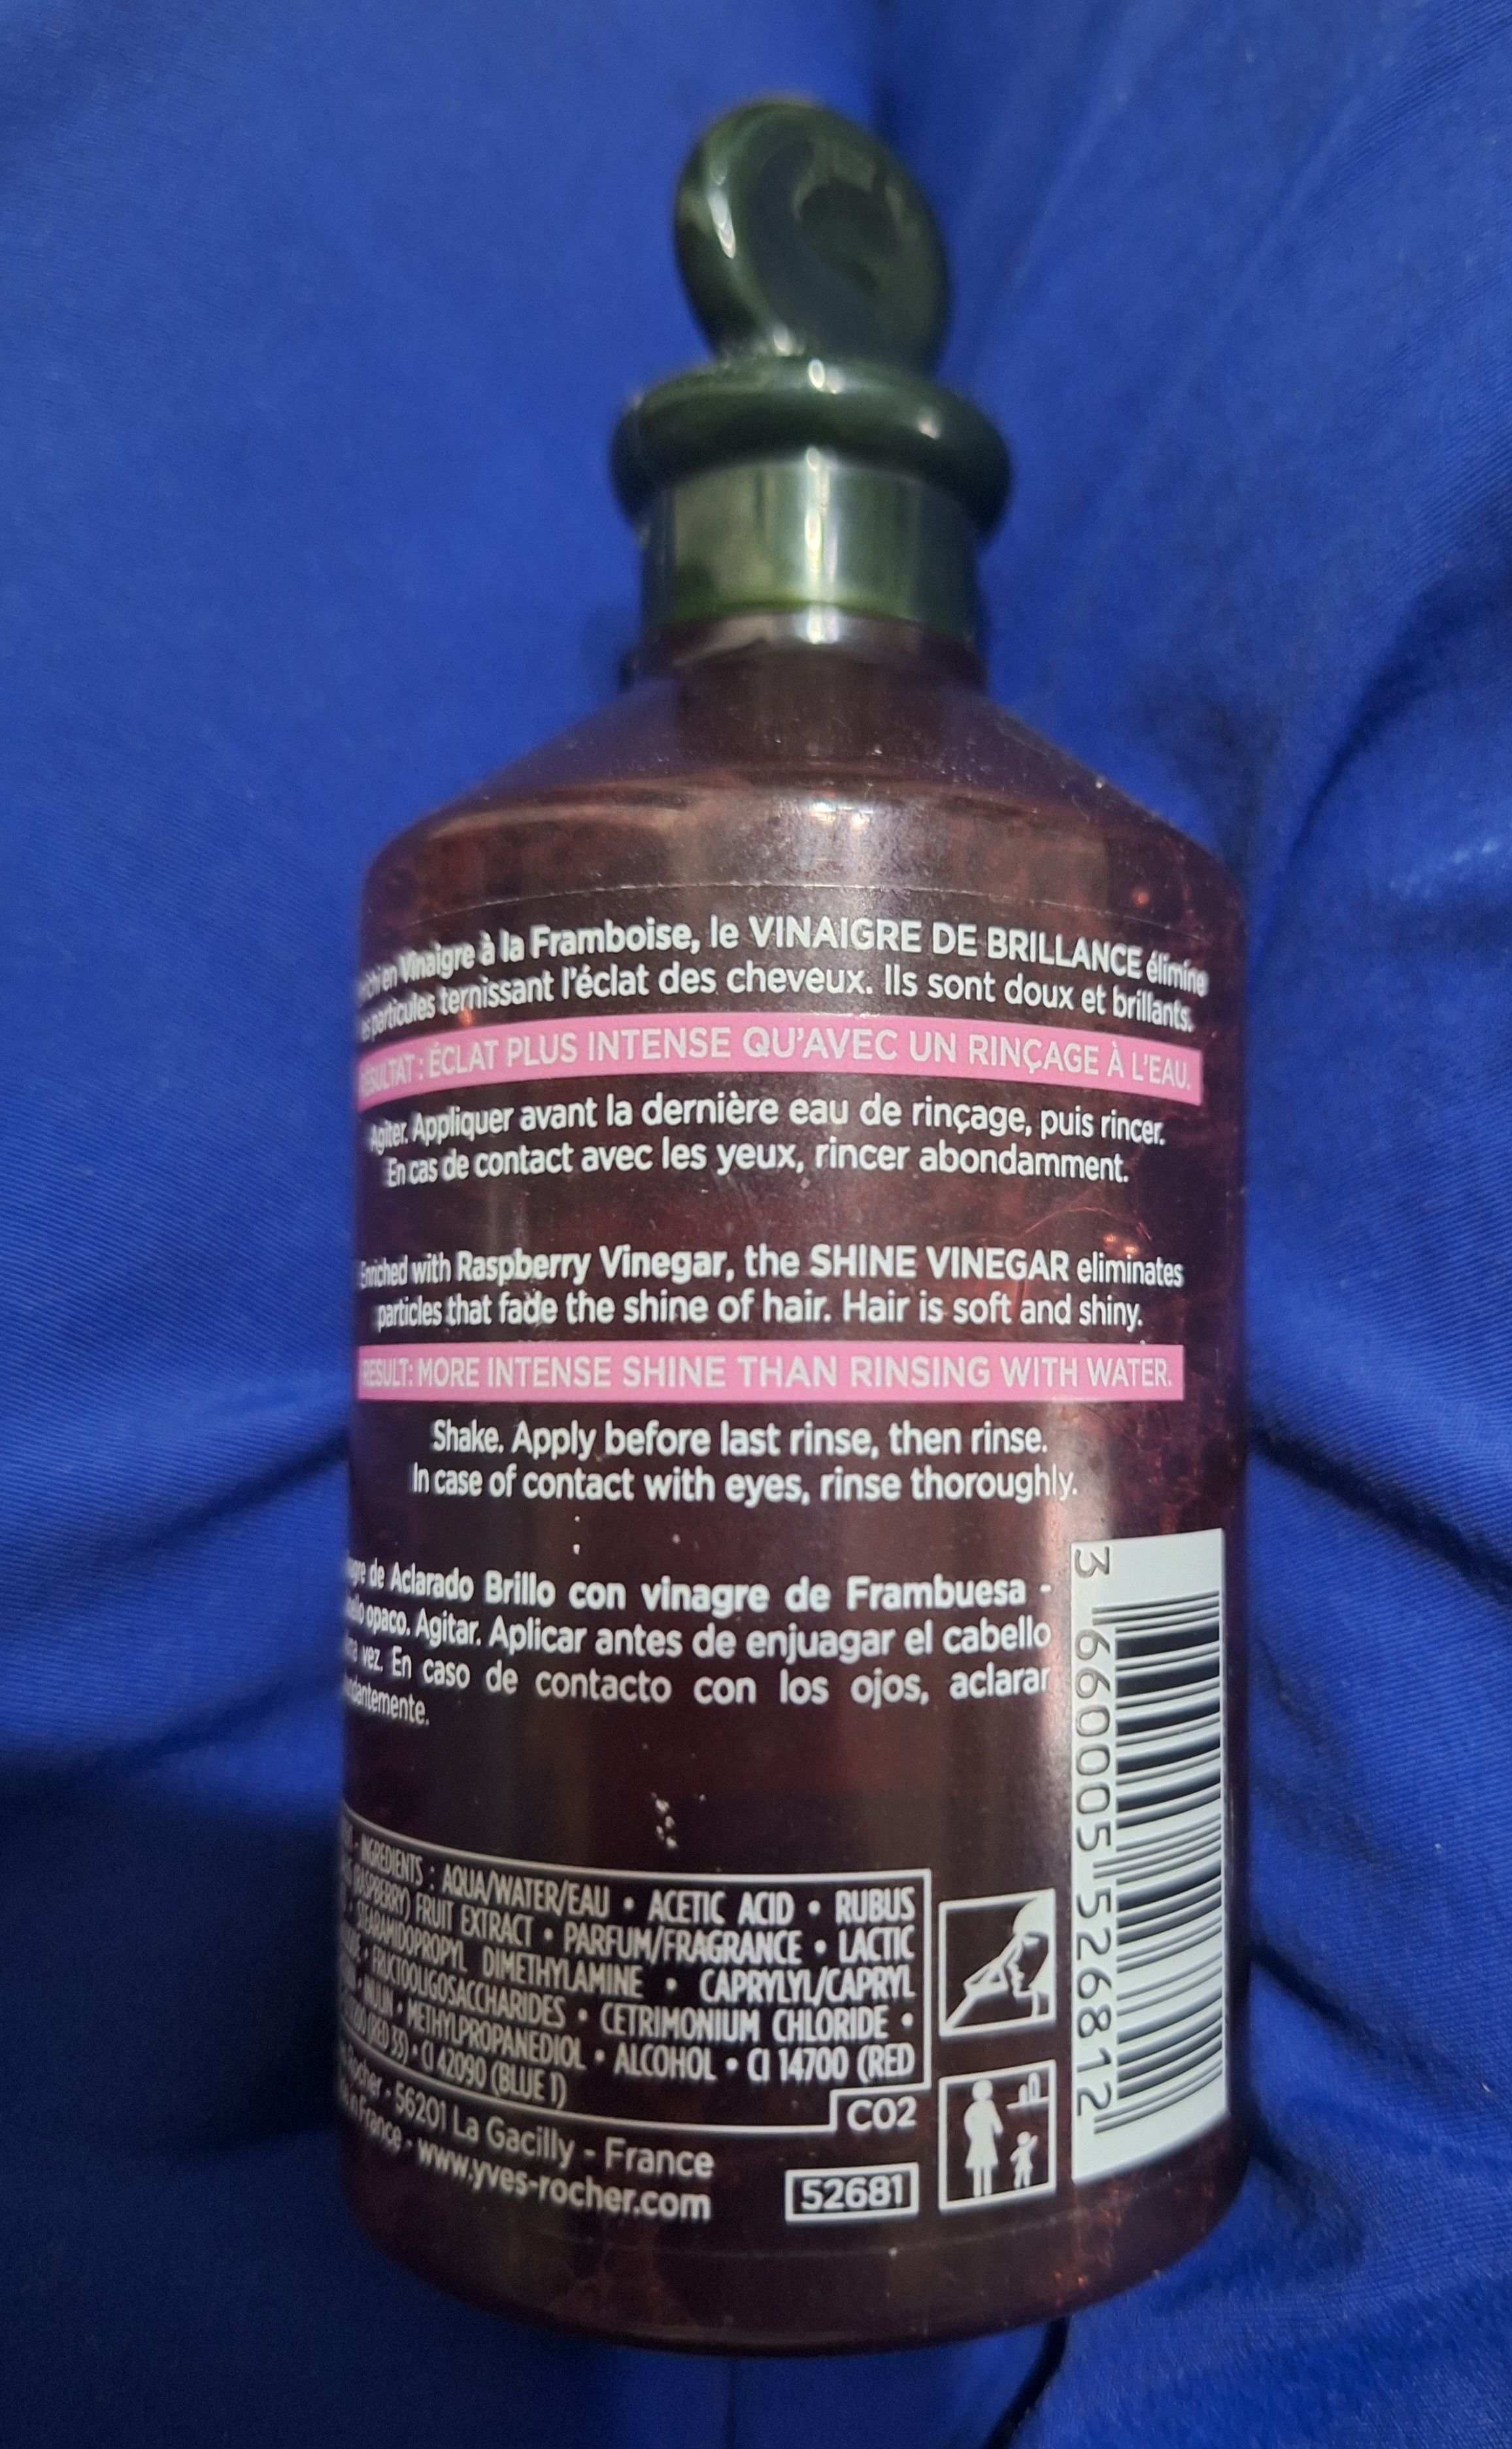 en Vinaigre à la Framboise, le VINAIGRE DE BRILLANCE élimine
particules ternissant l'éclat des cheveux. Ils sont doux et brillants.
RÉSULTAT : ÉCLAT PLUS INTENSE QU'AVEC UN RINÇAGE À L'EAU.
Agiter. Appliquer avant la dernière eau de rinçage, puis rincer.
En cas de contact avec les yeux, rincer abondamment.
Enriched with Raspberry Vinegar, the SHINE VINEGAR eliminates
particles that fade the shine of hair. Hair is soft and shiny.
RESULT: MORE INTENSE SHINE THAN RINSING WITH WATER.
Shake. Apply before last rinse, then rinse.
In case of contact with eyes, rinse thoroughly.
de Aclarado Brillo con vinagre de Frambuesa -
opaco. Agitar. Aplicar antes de enjuagar el cabello
vez. En caso de contacto con los ojos, aclarar
- INGREDIENTS : AQUA/WATER/EAU • ACETIC ACID • RUBUS
(RASPBERRY) FRUIT EXTRACT • PARFUM/FRAGRANCE • LACTIC
• STEARAMIDOPROPYL DIMETHYLAMINE • CAPRYLYL/CAPRYL
• FRUCTOOLIGOSACCHARIDES • CETRIMONIUM CHLORIDE •
• INULIN • METHYLPROPANEDIOL • ALCOHOL • CI 14700 (RED
(RED 33) • CI 42090 (BLUE 1)
C02
Rocher - 56201 La Gacilly - France
in France - www.yves-rocher.com
52681
3 660005 526812